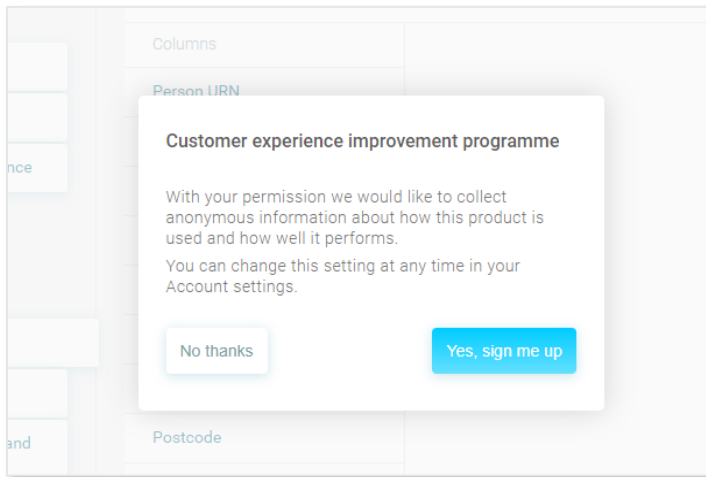 Columns
Person URN
nce
Customer experience improvement programme
With your permission we would like to collect
anonymous information about how this product is
used and how well it performs.
You can change this setting at any time in your
Account settings.
No thanks
Yes, sign me up
Postcode
and